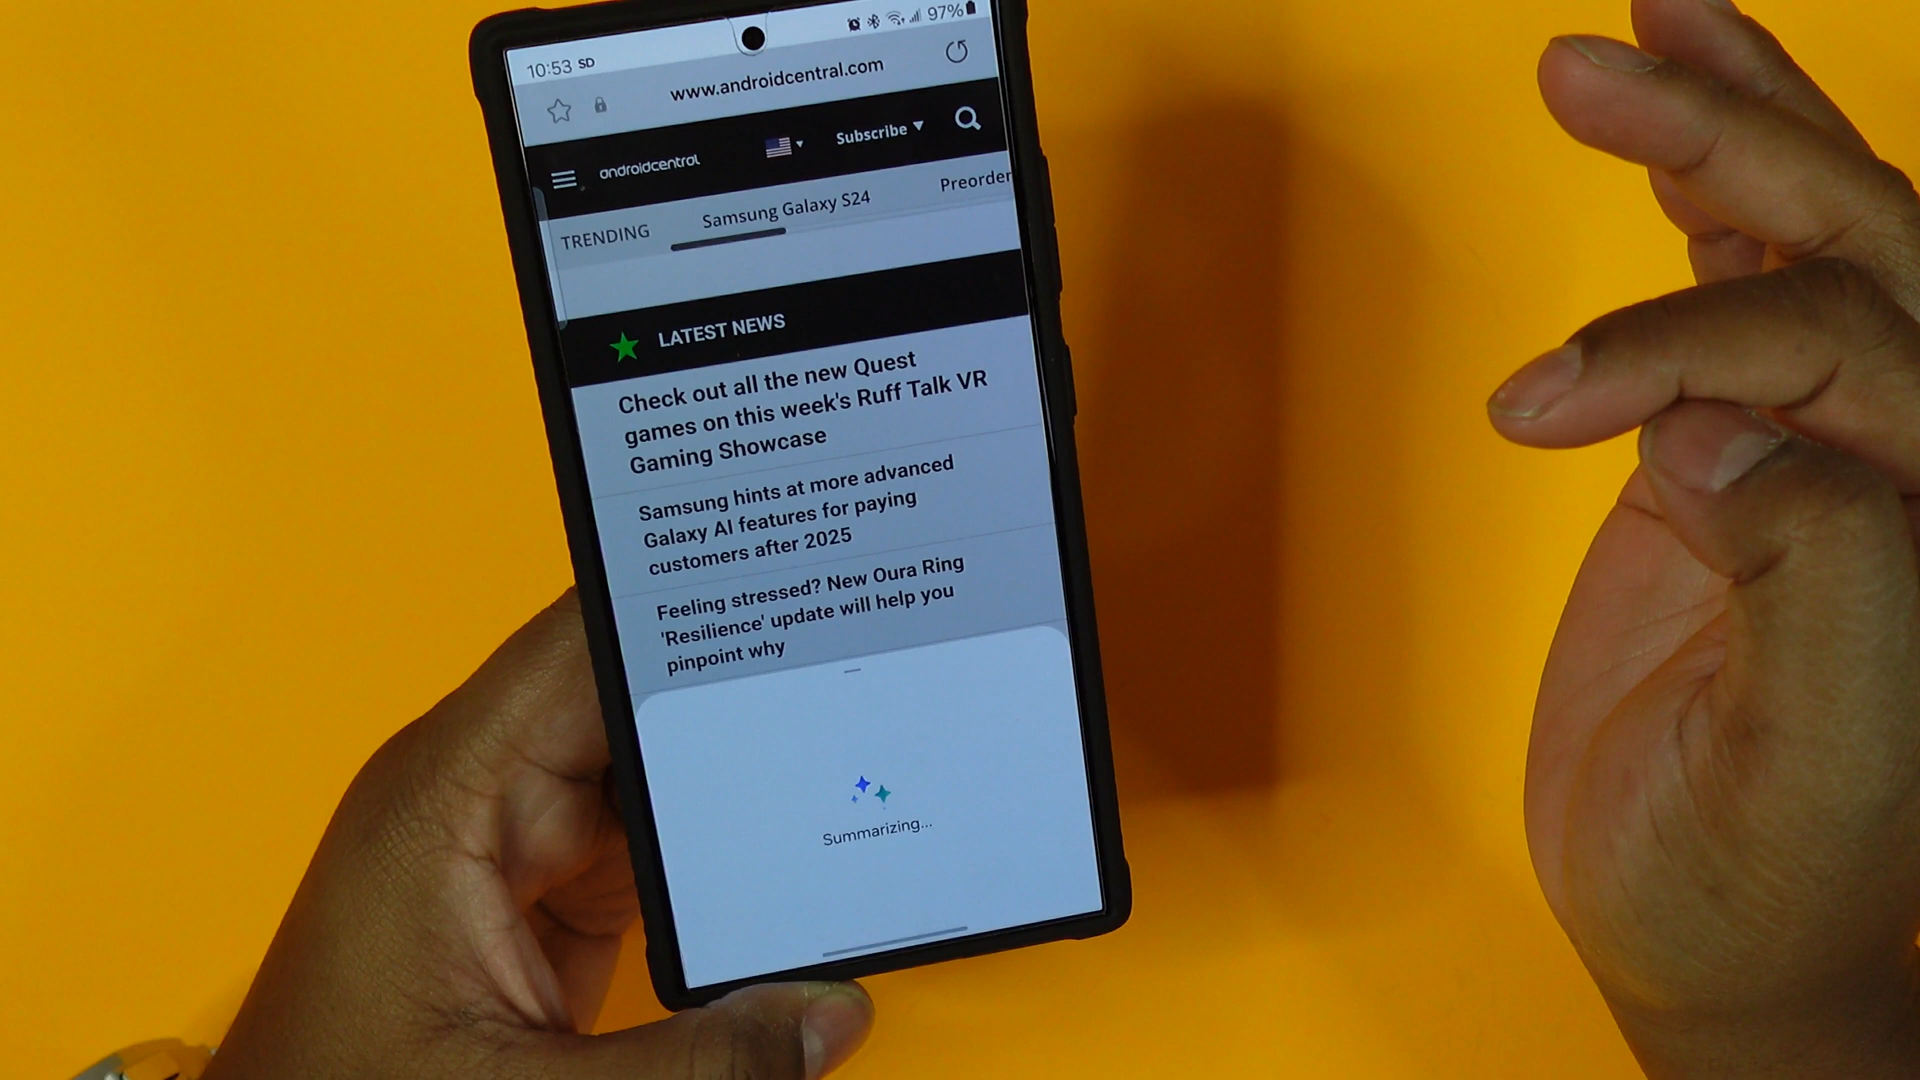 10:53 SD 97%
www.androidcentral.com
androidcentral Subscribe
TRENDING Samsung Galaxy S24 Preorder
LATEST NEWS
Check out all the new Quest
games on this week's Ruff Talk VR
Gaming Showcase
Samsung hints at more advanced
Galaxy AI features for paying
customers after 2025
Feeling stressed? New Oura Ring
'Resilience' update will help you
pinpoint why
Summarizing...